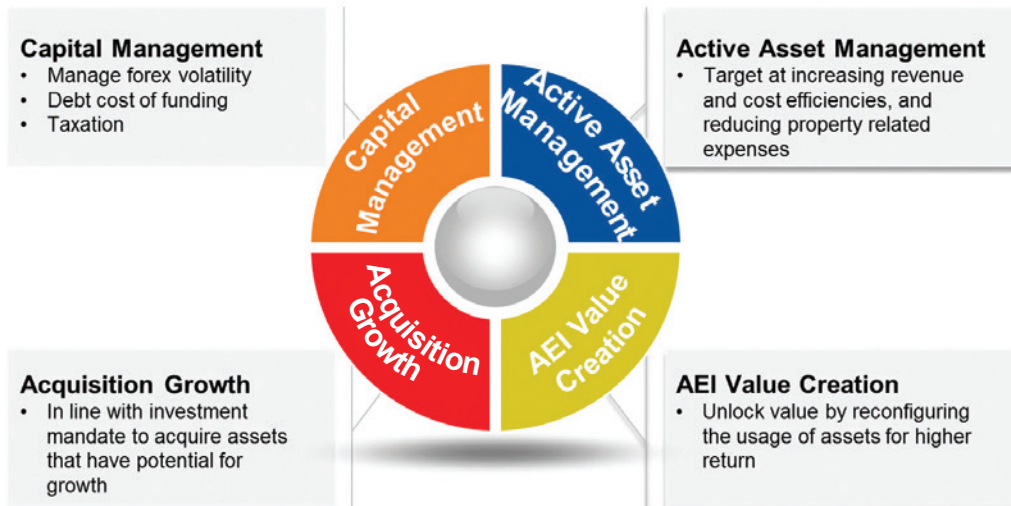 Capital Management
• Manage forex volatility
• Debt cost of funding
• Taxation
Active Asset Management
• Target at increasing revenue
and cost efficiencies, and
reducing property related
expenses
Capital
Management
Active Asset
Management
Acquisition
Growth
AEI Value
Creation
Acquisition Growth
• In line with investment
mandate to acquire assets
that have potential for
growth
AEI Value Creation
• Unlock value by reconfiguring
the usage of assets for higher
return